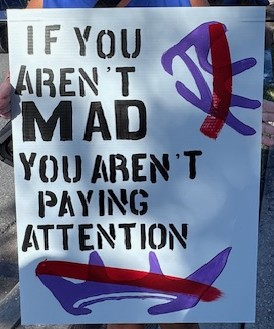 IF YOU
AREN'T
MAD
YOU AREN'T
PAYING
ATTENTION